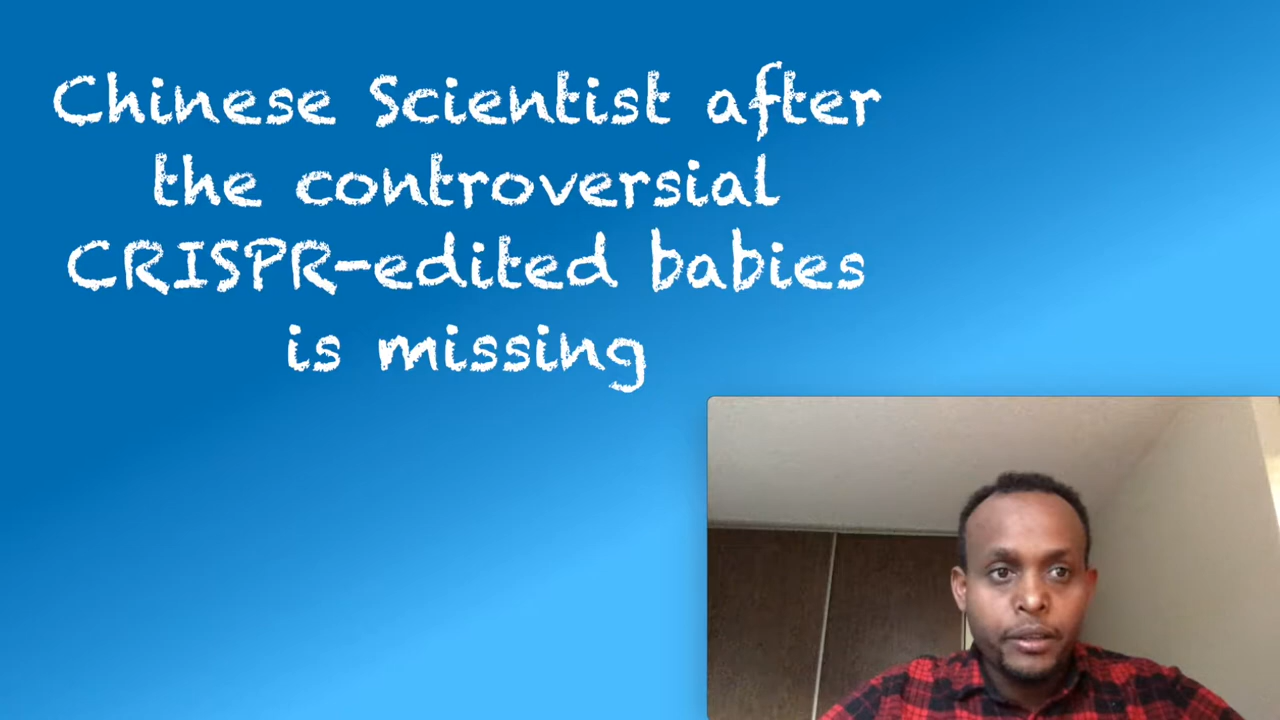 Chinese Scientist after
the controversial
CRISPR-edited babies
is missing